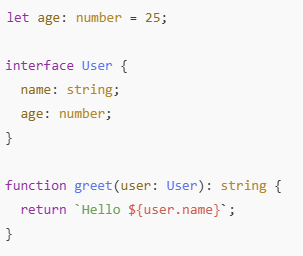 let age: number = 25;

interface User {
  name: string;
  age: number;
}

function greet(user: User): string {
  return `Hello ${user.name}`;
}